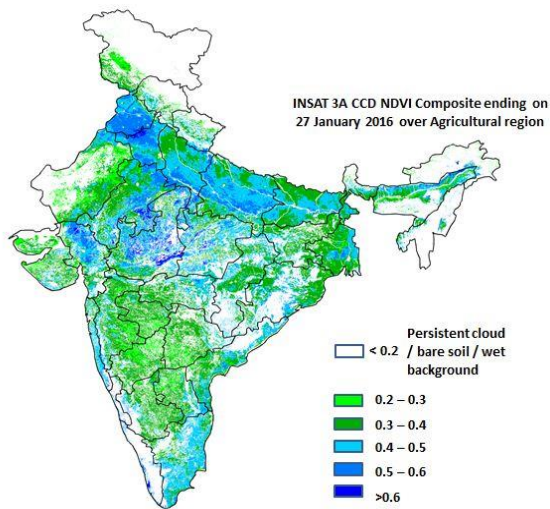 INSAT 3A CCD NDVI Composite ending on
27 January 2016 over Agricultural region
< 0.2
Persistent cloud
/ bare soil / wet
background
0.2 – 0.3
0.3 – 0.4
0.4 – 0.5
0.5 – 0.6
>0.6